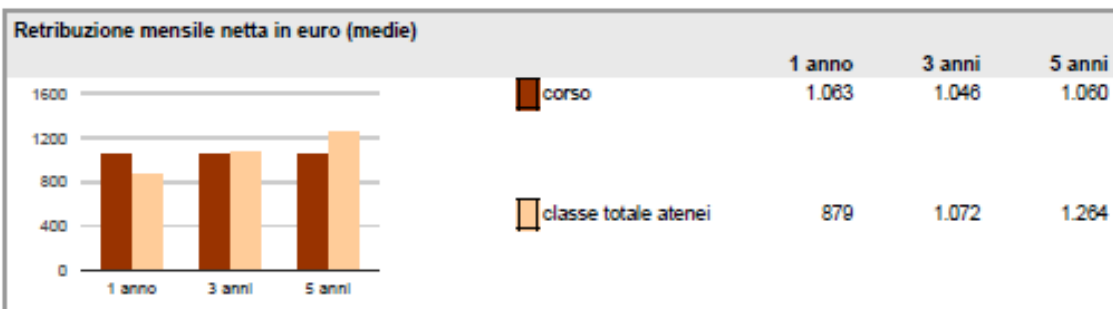 Retribuzione mensile netta in euro (medie)
1 anno 3 anni 5 anni
1600
1200
800
400
0
1 anno 3 anni 5 anni
corso 1.063 1.046 1.060
classe totale atenei 879 1.072 1.264